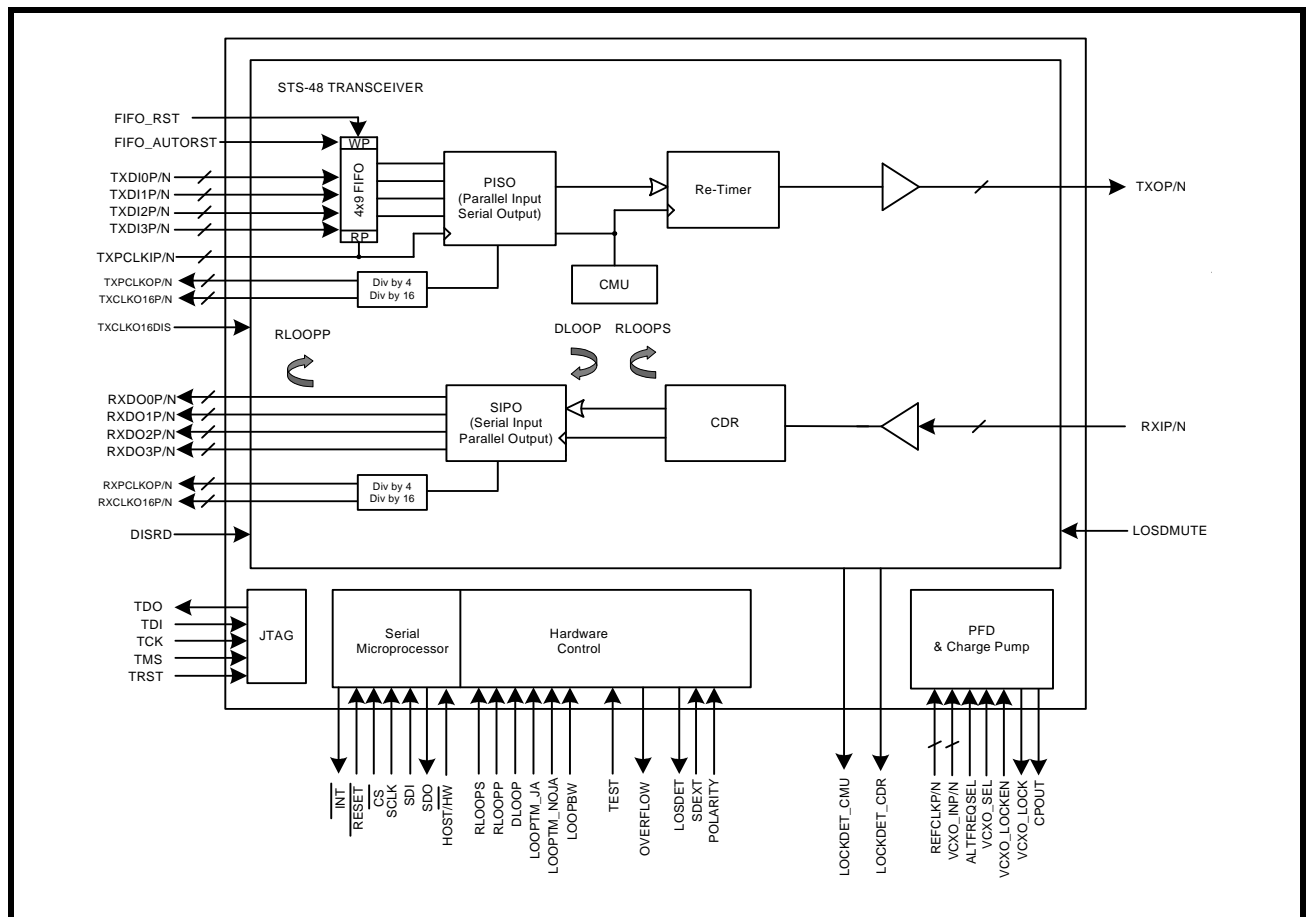 STS-48 TRANSCEIVER
FIFO_RST
FIFO_AUTORST
WP
4x9 FIFO
RP
TXDI0P/N
TXDI1P/N
TXDI2P/N
TXDI3P/N
TXPCLKIP/N
TXPCLKOP/N
TXCLKO16P/N
Div by 4
Div by 16
PISO
(Parallel Input
Serial Output)
Re-Timer
CMU
TXOP/N
TXCLKO16DIS
RLOOPP
DLOOP
RLOOPS
RXDO0P/N
RXDO1P/N
RXDO2P/N
RXDO3P/N
SIPO
(Serial Input
Parallel Output)
CDR
RXIP/N
RXPCLKOP/N
RXCLKO16P/N
Div by 4
Div by 16
DISRD
LOSDMUTE
TDO
TDI
TCK
TMS
TRST
JTAG
Serial
Microprocessor
Hardware
Control
PFD
& Charge Pump
INT
RESET
CS
SCLK
SDI
SDO
HOST/HW
RLOOPS
RLOOPP
DLOOP
LOOPTM_JA
LOOPTM_NOJA
LOOPBW
TEST
OVERFLOW
LOSDET
SDEXT
POLARITY
LOCKDET_CMU
LOCKDET_CDR
REFCLKP/N
VCXO_INP/N
ALTFREQSEL
VCXO_SEL
VCXO_LOCKEN
VCXO_LOCK
CPOUT